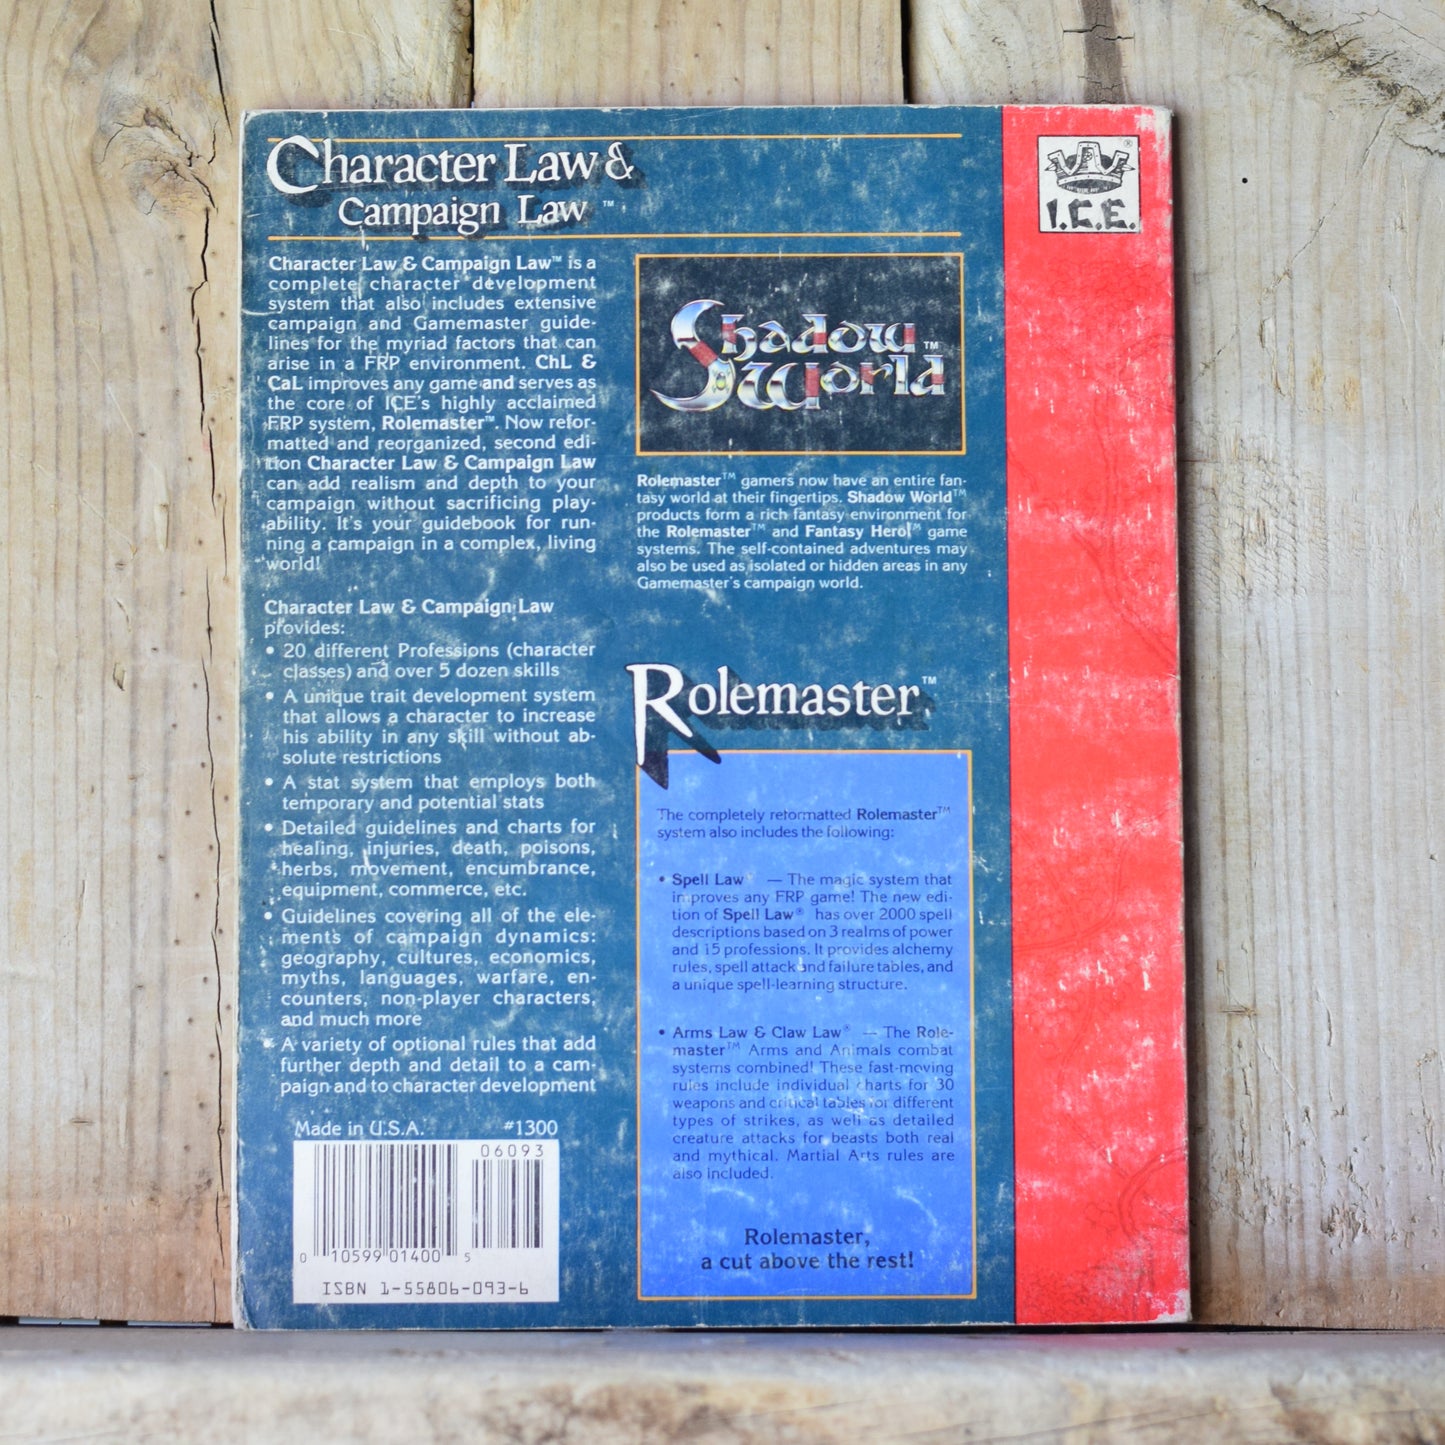 Character Law &
Campaign Law ™
Character Law & Campaign Law™ is a
complete character development
system that also includes extensive
campaign and Gamemaster guide-
lines for the myriad factors that can
arise in a FRP environment. ChL &
CaL improves any game and serves as
the core of ICE's highly acclaimed
FRP system, Rolemaster™. Now refor-
matted and reorganized, second edi-
tion Character Law & Campaign Law
can add realism and depth to your
campaign without sacrificing play-
ability. It's your guidebook for run-
ning a campaign in a complex, living
world!
Character Law & Campaign Law
provides:
• 20 different Professions (character
classes) and over 5 dozen skills
• A unique trait development system
that allows a character to increase
his ability in any skill without ab-
solute restrictions
• A stat system that employs both
temporary and potential stats
• Detailed guidelines and charts for
healing, injuries, death, poisons,
herbs, movement, encumbrance,
equipment, commerce, etc.
• Guidelines covering all of the ele-
ments of campaign dynamics:
geography, cultures, economics,
myths, languages, warfare, en-
counters, non-player characters,
and much more
• A variety of optional rules that add
further depth and detail to a cam-
paign and to character development
Made in U.S.A. #1300
06093
0 10599 01400 5
ISBN 1-55806-093-6
Shadow
World™
Rolemaster™ gamers now have an entire fan-
tasy world at their fingertips. Shadow World™
products form a rich fantasy environment for
the Rolemaster™ and Fantasy Hero!™ game
systems. The self-contained adventures may
also be used as isolated or hidden areas in any
Gamemaster's campaign world.
Rolemaster™
The completely reformatted Rolemaster™
system also includes the following:
• Spell Law® — The magic system that
improves any FRP game! The new edi-
tion of Spell Law® has over 2000 spell
descriptions based on 3 realms of power
and 15 professions. It provides alchemy
rules, spell attack and failure tables, and
a unique spell-learning structure.
• Arms Law & Claw Law® — The Role-
master™ Arms and Animals combat
systems combined! These fast-moving
rules include individual charts for 30
weapons and critical tables for different
types of strikes, as well as detailed
creature attacks for beasts both real
and mythical. Martial Arts rules are
also included.
Rolemaster,
a cut above the rest!
®
I.C.E.